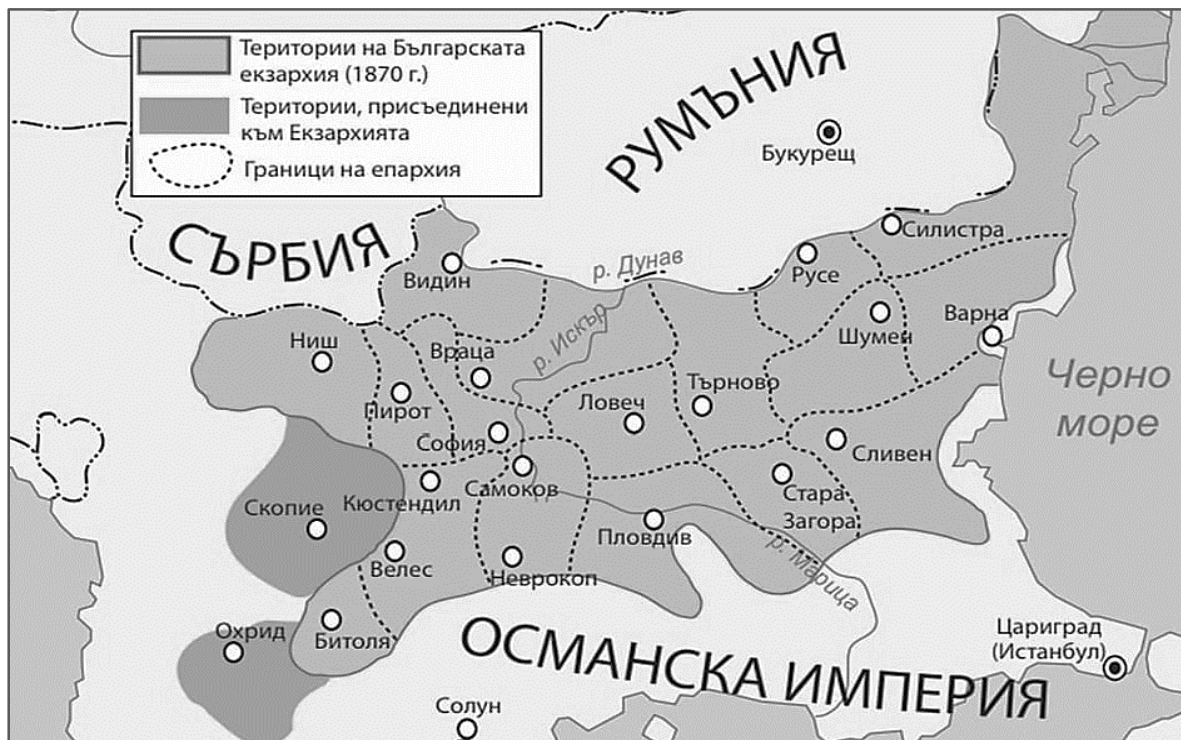 Територии на Българската
екзархия (1870 г.)
Територии, присъединени
към Екзархията
Граници на епархия
РУМЪНИЯ
Букурещ
СЪРБИЯ
Силистра
Видин
р. Дунав
Русе
Ниш
Враца
р. Искър
Шумен
Варна
Пирот
Търново
Черно
море
Ловеч
София
Сливен
Самоков
Кюстендил
Стара
Загора
Скопие
Пловдив
р. Марица
Велес
Неврокоп
Охрид
Битоля
ОСМАНСКА ИМПЕРИЯ
Цариград
(Истанбул)
Солун